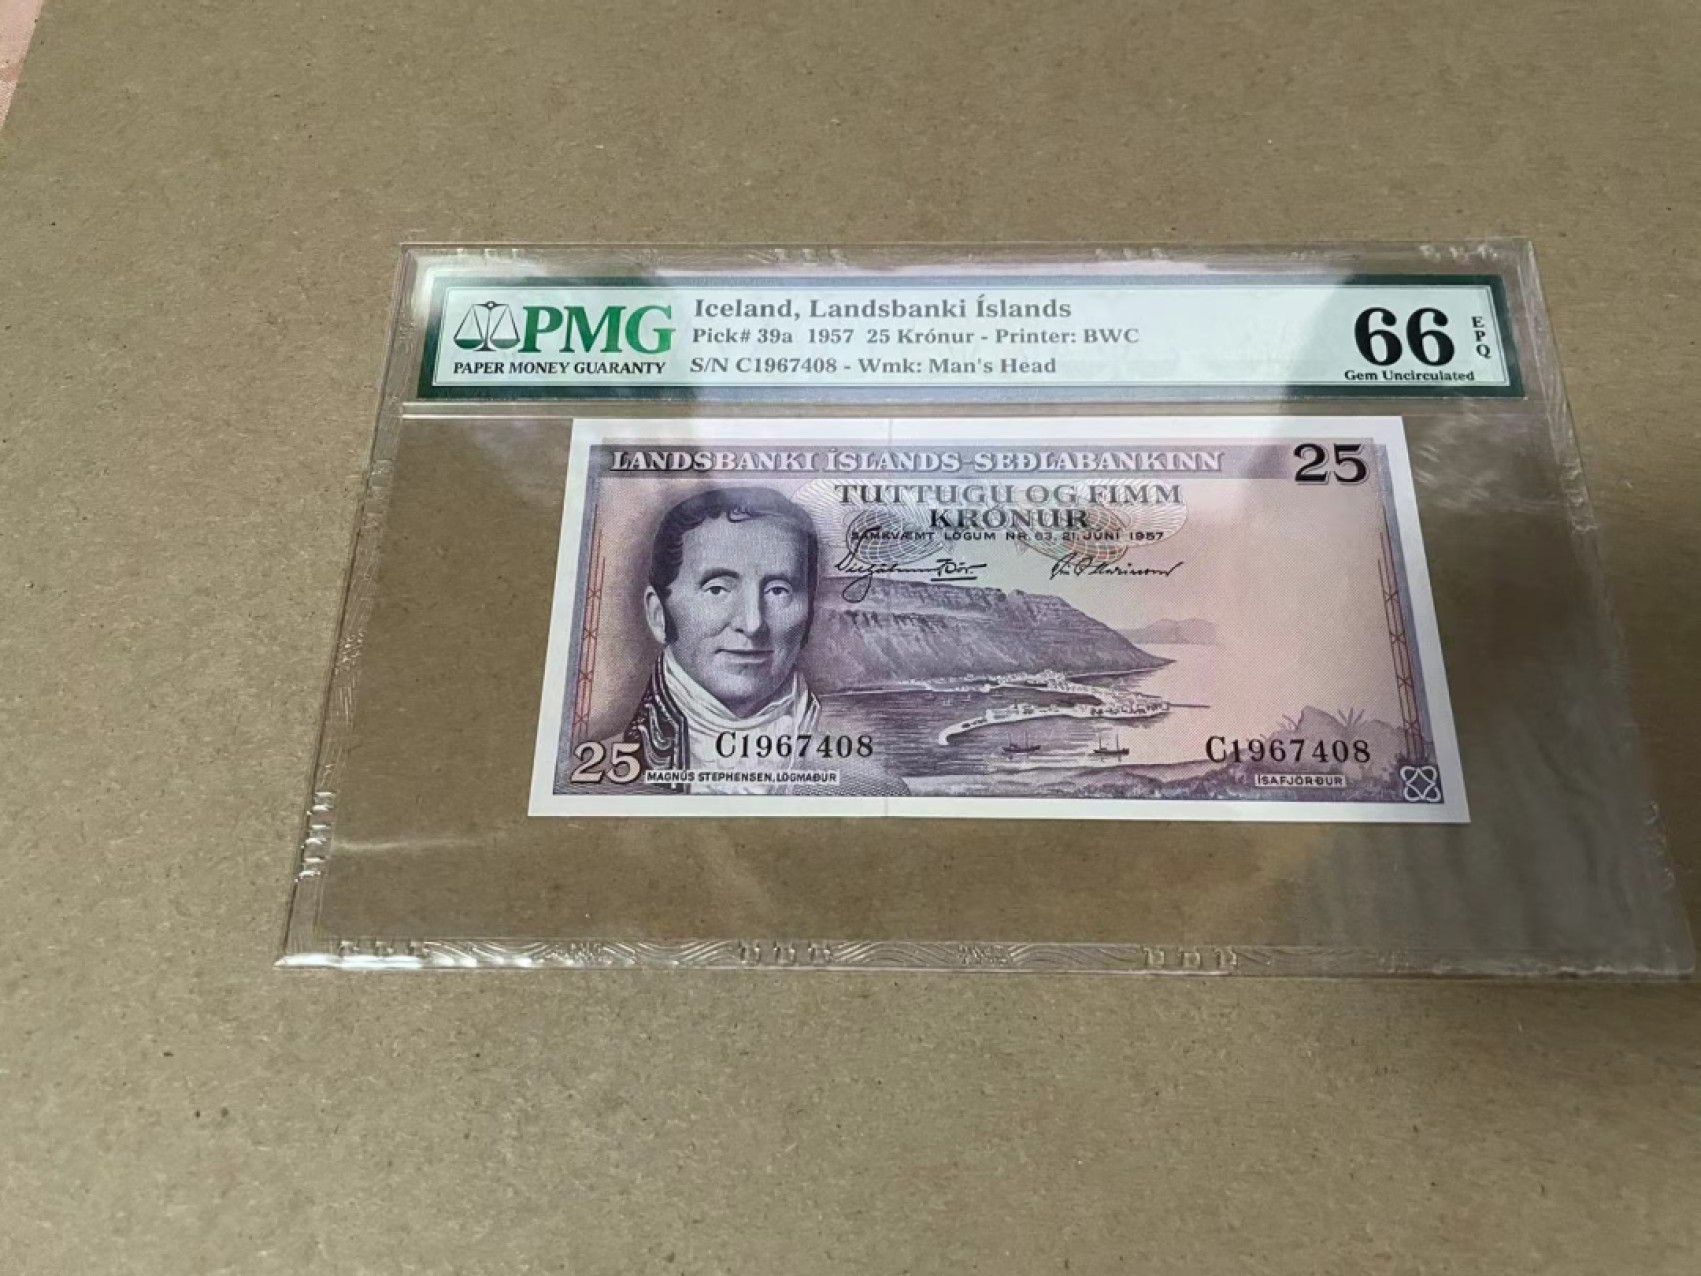 PMG
PAPER MONEY GUARANTY
Iceland, Landsbanki Íslands
Pick# 39a 1957 25 Krónur - Printer: BWC
S/N C1967408 - Wmk: Man's Head
66
EPQ
Gem Uncirculated
LANDSBANKI ÍSLANDS-SEÐLABANKINN
25
TUTTUGU OG FIMM
KRÓNUR
SAMKVÆMT LÖGUM NR. 63, 21. JÚNÍ 1957
C1967408
C1967408
25
MAGNÚS STEPHENSEN, LÖGMAÐUR
ÍSAFJÖRÐUR